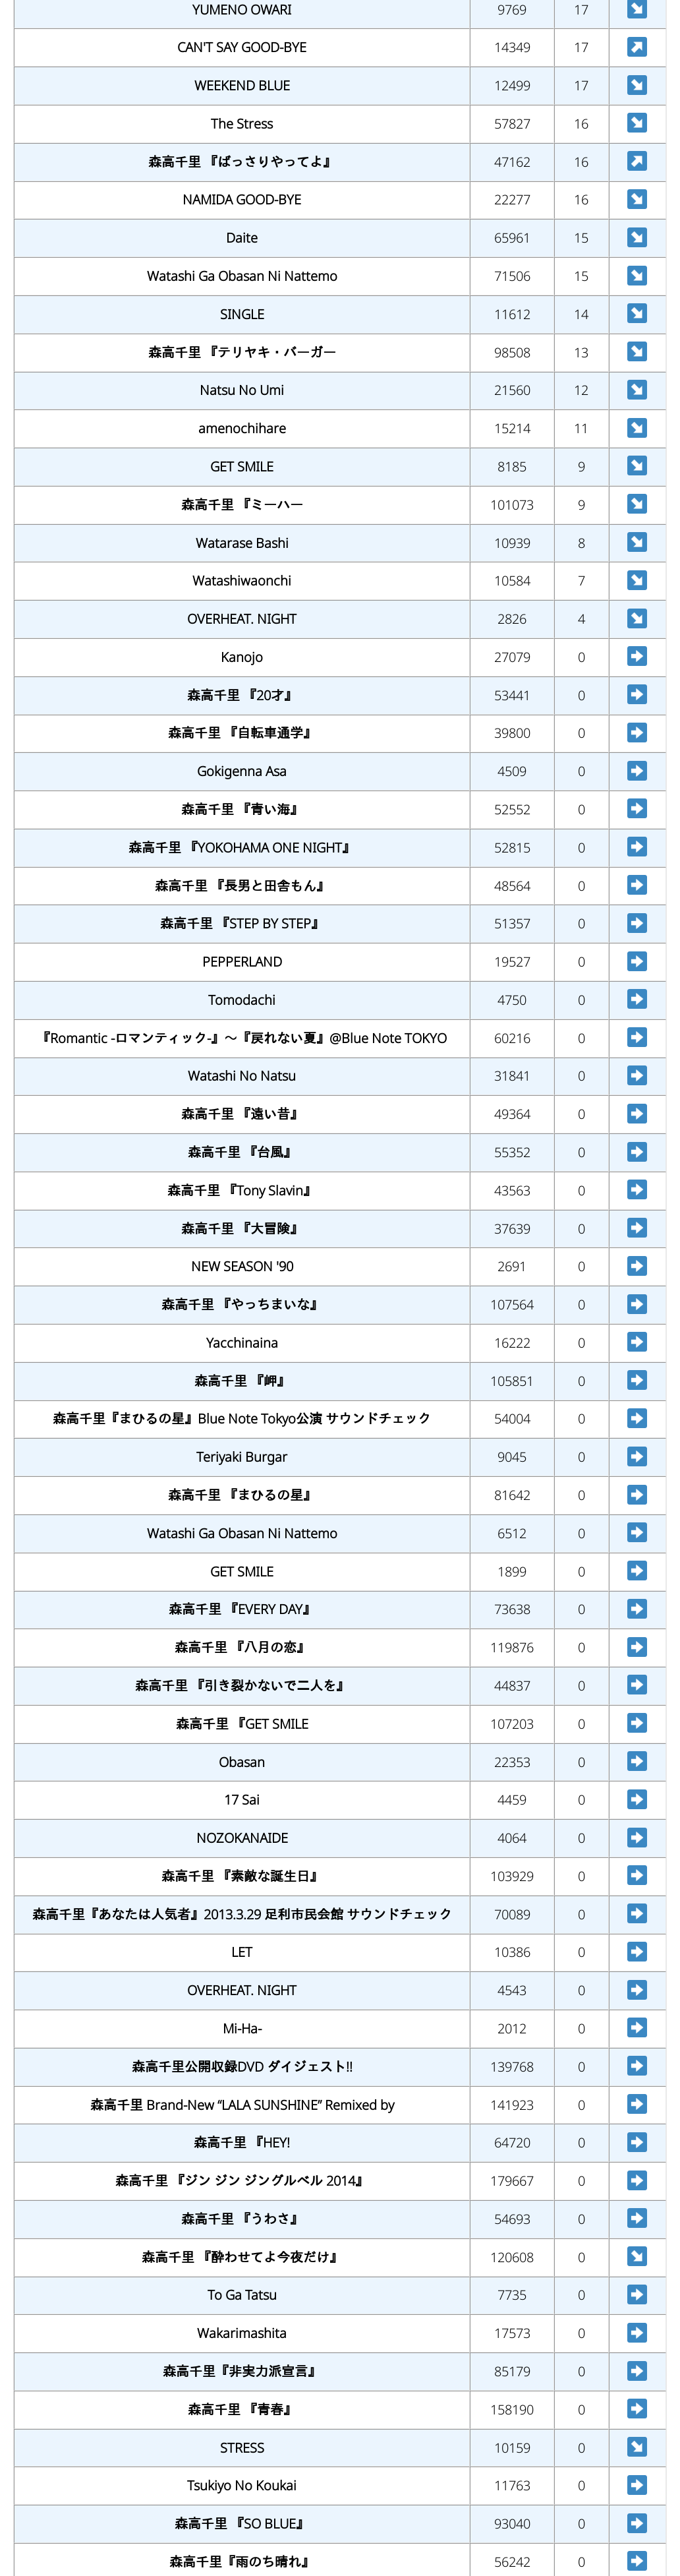 YUMENO OWARI 9769 17 ↘
CAN'T SAY GOOD-BYE 14349 17 ↗
WEEKEND BLUE 12499 17 ↘
The Stress 57827 16 ↘
森高千里 『ばっさりやってよ』 47162 16 ↗
NAMIDA GOOD-BYE 22277 16 ↘
Daite 65961 15 ↘
Watashi Ga Obasan Ni Nattemo 71506 15 ↘
SINGLE 11612 14 ↘
森高千里 『テリヤキ・バーガー 98508 13 ↘
Natsu No Umi 21560 12 ↘
amenochihare 15214 11 ↘
GET SMILE 8185 9 ↘
森高千里 『ミーハー 101073 9 ↘
Watarase Bashi 10939 8 ↘
Watashiwaonchi 10584 7 ↘
OVERHEAT. NIGHT 2826 4 ↘
Kanojo 27079 0 ➡
森高千里 『20才』 53441 0 ➡
森高千里 『自転車通学』 39800 0 ➡
Gokigenna Asa 4509 0 ➡
森高千里 『青い海』 52552 0 ➡
森高千里 『YOKOHAMA ONE NIGHT』 52815 0 ➡
森高千里 『長男と田舎もん』 48564 0 ➡
森高千里 『STEP BY STEP』 51357 0 ➡
PEPPERLAND 19527 0 ➡
Tomodachi 4750 0 ➡
『Romantic -ロマンティック-』～『戻れない夏』@Blue Note TOKYO 60216 0 ➡
Watashi No Natsu 31841 0 ➡
森高千里 『遠い昔』 49364 0 ➡
森高千里 『台風』 55352 0 ➡
森高千里 『Tony Slavin』 43563 0 ➡
森高千里 『大冒険』 37639 0 ➡
NEW SEASON '90 2691 0 ➡
森高千里 『やっちまいな』 107564 0 ➡
Yacchinaina 16222 0 ➡
森高千里 『岬』 105851 0 ➡
森高千里『まひるの星』Blue Note Tokyo公演 サウンドチェック 54004 0 ➡
Teriyaki Burgar 9045 0 ➡
森高千里 『まひるの星』 81642 0 ➡
Watashi Ga Obasan Ni Nattemo 6512 0 ➡
GET SMILE 1899 0 ➡
森高千里 『EVERY DAY』 73638 0 ➡
森高千里 『八月の恋』 119876 0 ➡
森高千里 『引き裂かないで二人を』 44837 0 ➡
森高千里 『GET SMILE 107203 0 ➡
Obasan 22353 0 ➡
17 Sai 4459 0 ➡
NOZOKANAIDE 4064 0 ➡
森高千里 『素敵な誕生日』 103929 0 ➡
森高千里『あなたは人気者』2013.3.29 足利市民会館 サウンドチェック 70089 0 ➡
LET 10386 0 ➡
OVERHEAT. NIGHT 4543 0 ➡
Mi-Ha- 2012 0 ➡
森高千里公開収録DVD ダイジェスト!! 139768 0 ➡
森高千里 Brand-New “LALA SUNSHINE” Remixed by 141923 0 ➡
森高千里 『HEY! 64720 0 ➡
森高千里 『ジン ジン ジングルベル 2014』 179667 0 ➡
森高千里 『うわさ』 54693 0 ➡
森高千里 『酔わせてよ今夜だけ』 120608 0 ↘
To Ga Tatsu 7735 0 ➡
Wakarimashita 17573 0 ➡
森高千里『非実力派宣言』 85179 0 ➡
森高千里 『青春』 158190 0 ➡
STRESS 10159 0 ↘
Tsukiyo No Koukai 11763 0 ➡
森高千里 『SO BLUE』 93040 0 ➡
森高千里『雨のち晴れ』 56242 0 ➡